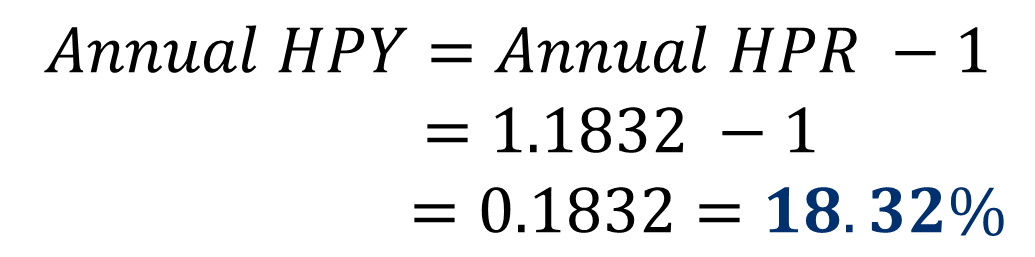 Annual HPY = Annual HPR − 1
= 1.1832 − 1
= 0.1832 = 18.32%